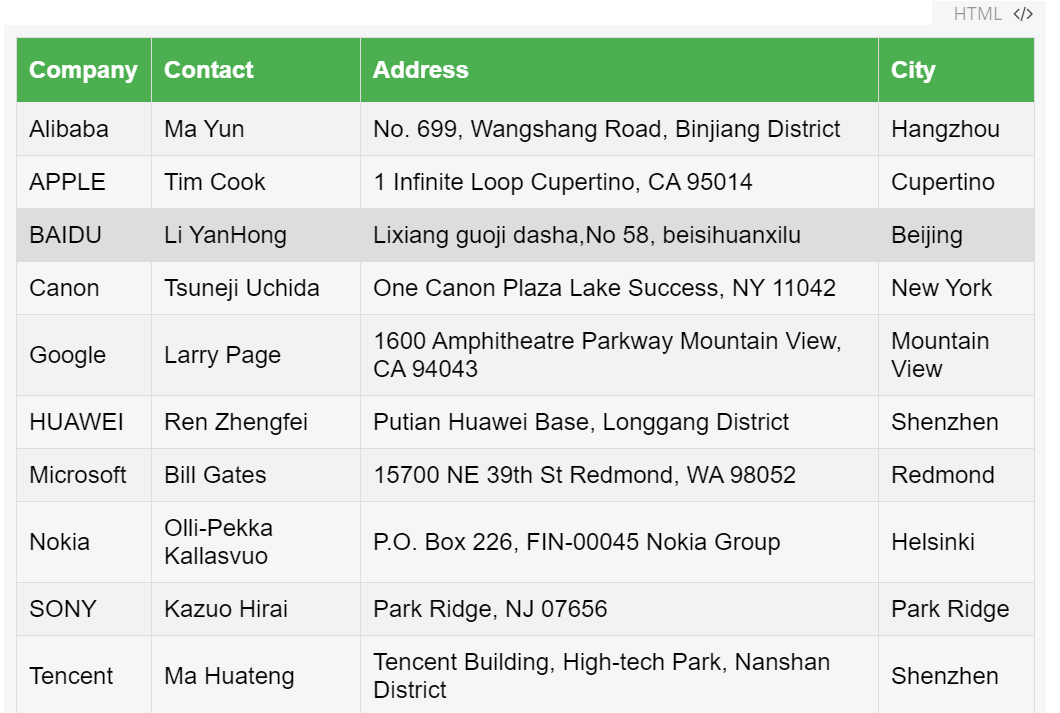 HTML </>
Company Contact Address City
Alibaba Ma Yun No. 699, Wangshang Road, Binjiang District Hangzhou
APPLE Tim Cook 1 Infinite Loop Cupertino, CA 95014 Cupertino
BAIDU Li YanHong Lixiang guoji dasha,No 58, beisihuanxilu Beijing
Canon Tsuneji Uchida One Canon Plaza Lake Success, NY 11042 New York
Google Larry Page 1600 Amphitheatre Parkway Mountain View,
CA 94043 Mountain
View
HUAWEI Ren Zhengfei Putian Huawei Base, Longgang District Shenzhen
Microsoft Bill Gates 15700 NE 39th St Redmond, WA 98052 Redmond
Nokia Olli-Pekka
Kallasvuo P.O. Box 226, FIN-00045 Nokia Group Helsinki
SONY Kazuo Hirai Park Ridge, NJ 07656 Park Ridge
Tencent Ma Huateng Tencent Building, High-tech Park, Nanshan
District Shenzhen